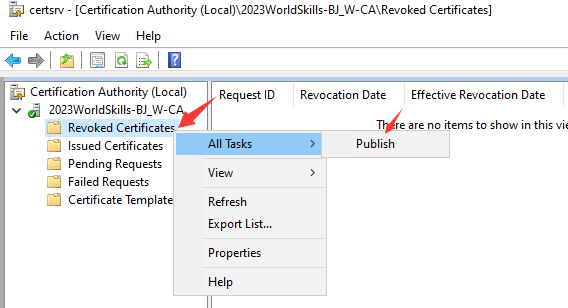 certsrv - [Certification Authority (Local)\2023WorldSkills-BJ_W-CA\Revoked Certificates]
File Action View Help
Certification Authority (Local)
2023WorldSkills-BJ_W-CA
Revoked Certificates
Issued Certificates
Pending Requests
Failed Requests
Certificate Template
Request ID Revocation Date Effective Revocation Date
There are no items to show in this vie
All Tasks
Publish
View
Refresh
Export List...
Properties
Help